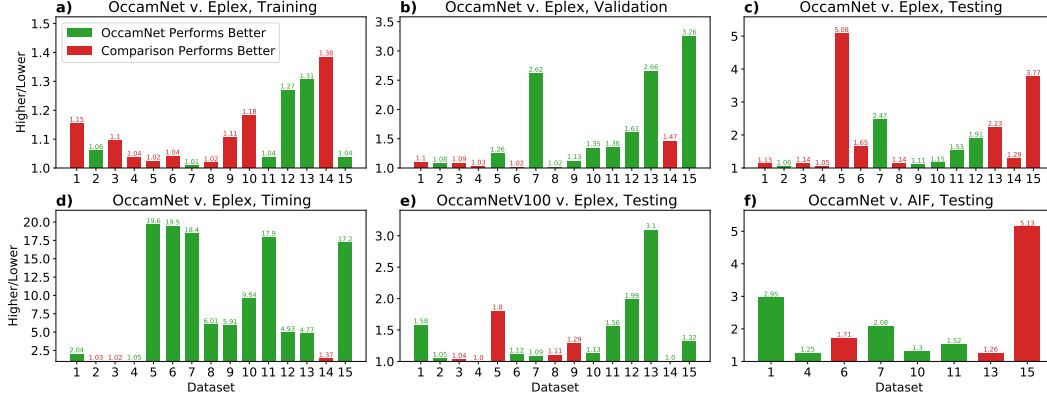 a) OccamNet v. Eplex, Training
Higher/Lower
1.5
1.4
1.3
1.2
1.1
1.0
OccamNet Performs Better
Comparison Performs Better
1.15 1.06 1.1 1.04 1.02 1.04 1.01 1.02 1.11 1.18 1.04 1.27 1.31 1.38 1.04
1 2 3 4 5 6 7 8 9 10 11 12 13 14 15
b) OccamNet v. Eplex, Validation
3.5
3.0
2.5
2.0
1.5
1.0
1.1 1.08 1.09 1.03 1.26 1.02 2.62 1.02 1.13 1.35 1.36 1.61 2.66 1.47 3.26
1 2 3 4 5 6 7 8 9 10 11 12 13 14 15
c) OccamNet v. Eplex, Testing
5
4
3
2
1
1.13 1.06 1.14 1.05 5.08 1.65 2.47 1.14 1.11 1.15 1.53 1.91 2.23 1.29 3.77
1 2 3 4 5 6 7 8 9 10 11 12 13 14 15
d) OccamNet v. Eplex, Timing
Higher/Lower
20.0
17.5
15.0
12.5
10.0
7.5
5.0
2.5
2.04 1.03 1.02 1.05 19.6 19.5 18.4 6.01 5.91 9.54 17.9 4.93 4.77 1.37 17.2
1 2 3 4 5 6 7 8 9 10 11 12 13 14 15
Dataset
e) OccamNetV100 v. Eplex, Testing
3.0
2.5
2.0
1.5
1.0
1.58 1.05 1.04 1.0 1.8 1.12 1.09 1.11 1.29 1.13 1.56 1.99 3.1 1.0 1.32
1 2 3 4 5 6 7 8 9 10 11 12 13 14 15
Dataset
f) OccamNet v. AIF, Testing
5
4
3
2
1
2.95 1.25 1.71 2.08 1.3 1.52 1.26 5.13
1 4 6 7 10 11 13 15
Dataset